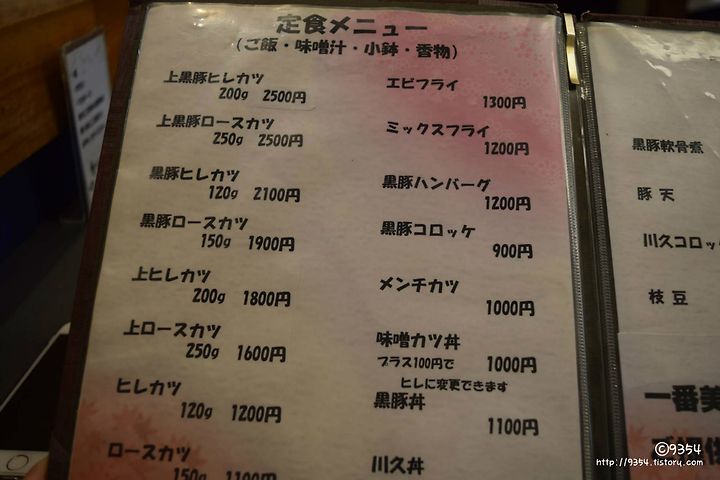 定食メニュー
(ご飯・味噌汁・小鉢・香物)
上黒豚ヒレカツ
200g 2500円
上黒豚ロースカツ
250g 2500円
黒豚ヒレカツ
120g 2100円
黒豚ロースカツ
150g 1900円
上ヒレカツ
200g 1800円
上ロースカツ
250g 1600円
ヒレカツ
120g 1200円
ロースカツ
150g 1100円
エビフライ
1300円
ミックスフライ
1200円
黒豚ハンバーグ
1200円
黒豚コロッケ
900円
メンチカツ
1000円
味噌カツ丼
プラス100円で 1000円
ヒレに変更できます
黒豚丼
1100円
川久丼
黒豚軟骨煮
豚天
川久コロッ
枝豆
一番美
©9354
http://9354.tistory.com